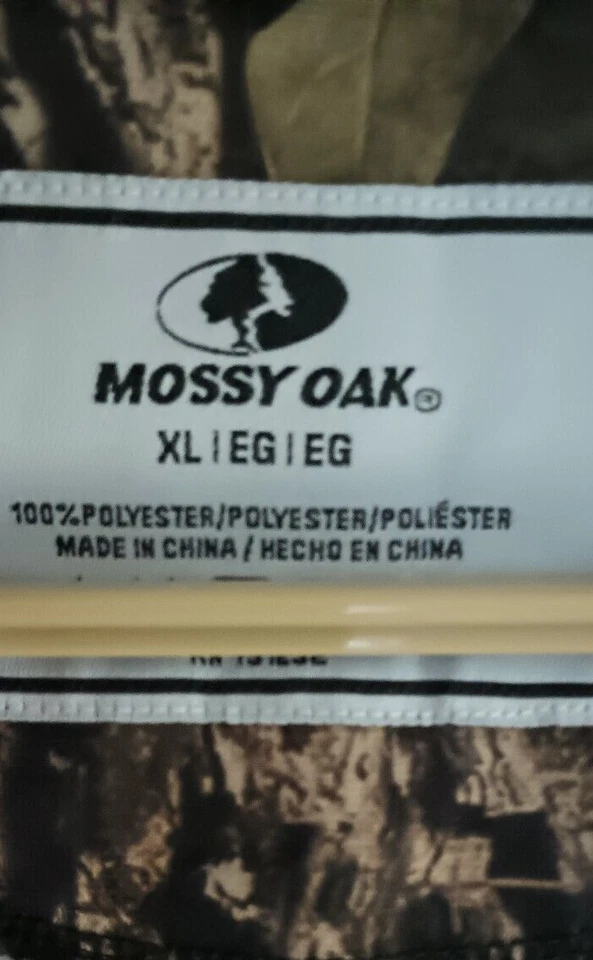 MOSSY OAK®
XL | EG | EG
100% POLYESTER/POLYESTER/POLIÉSTER
MADE IN CHINA / HECHO EN CHINA